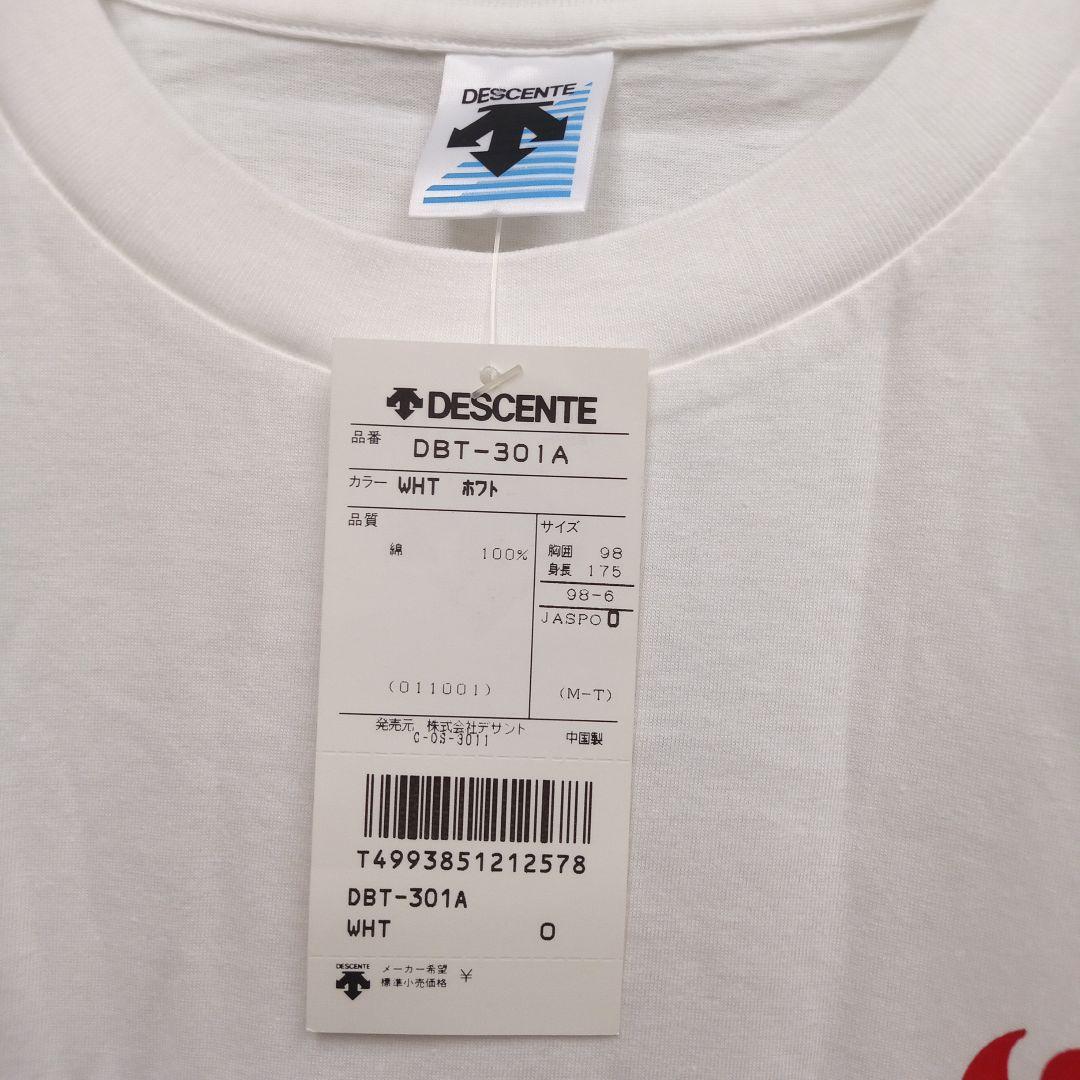 DESCENTE
DESCENTE
品番 DBT-301A
カラー WHT ホワト
品質
綿 100%
サイズ
胸囲 98
身長 175
98-6
JASPO O
(011001)
(M-T)
発売元 株式会社デサント
C-OS-3011
中国製
T4993851212578
DBT-301A
WHT O
DESCENTE
メーカー希望
標準小売価格 ¥